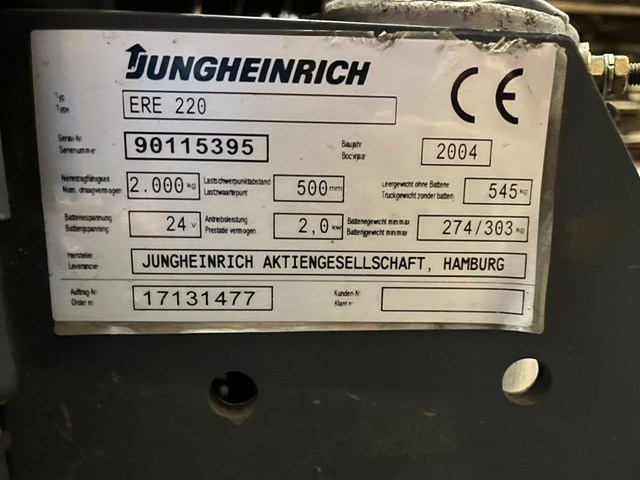 JUNGHEINRICH
CE
Typ
Type
ERE 220
Serien-Nr.
Serienummer
90115395
Baujahr
Bouwjaar
2004
Nenntragfähigkeit
Nom. draagvermogen
2.000 kg
Lastschwerpunktabstand
Lastzwaartepunt
500 mm
Leergewicht ohne Batterie
Truckgewicht zonder batterij
545 kg
Batteriespannung
Batterijspanning
24 V
Antriebsleistung
Prestatie vermogen
2,0 kW
Batteriegewicht min/max
Batterijgewicht min/max
274/303 kg
Hersteller
Leverancier
JUNGHEINRICH AKTIENGESELLSCHAFT, HAMBURG
Auftrag-Nr.
Order nr.
17131477
Kunden-Nr.
Klant nr.